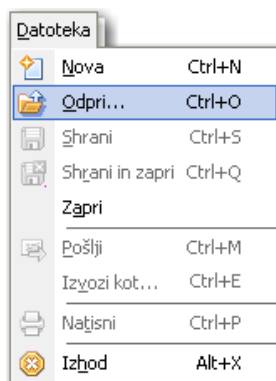 Datoteka
Nova Ctrl+N
Odpri... Ctrl+O
Shrani Ctrl+S
Shrani in zapri Ctrl+Q
Zapri
Pošlji Ctrl+M
Izvozi kot... Ctrl+E
Natisni Ctrl+P
Izhod Alt+X